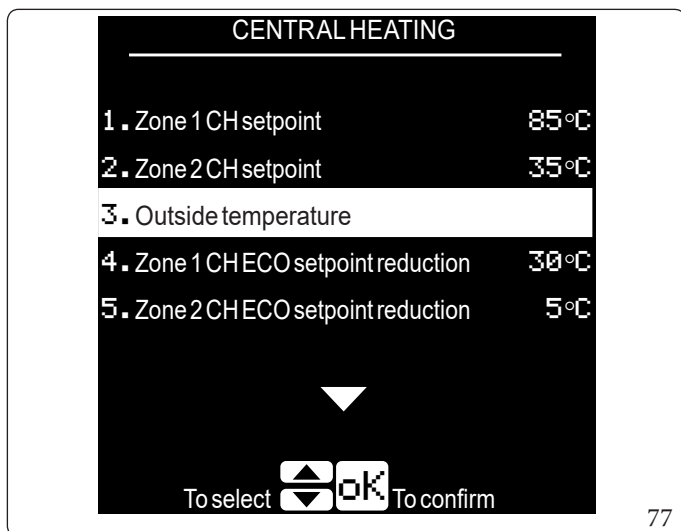 CENTRAL HEATING
1. Zone 1 CH setpoint 85°C
2. Zone 2 CH setpoint 35°C
3. Outside temperature
4. Zone 1 CH ECO setpoint reduction 30°C
5. Zone 2 CH ECO setpoint reduction 5°C
To select oK To confirm
77